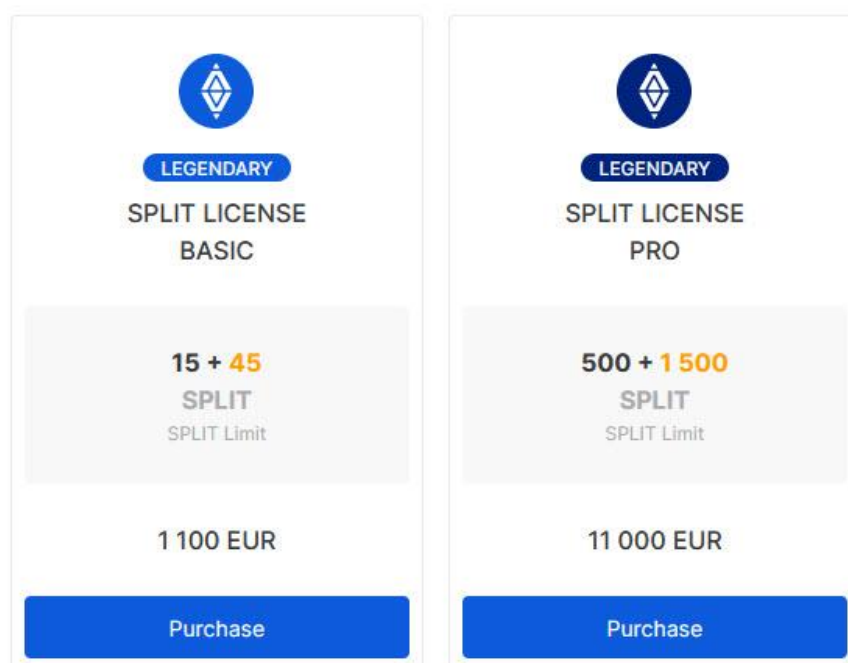 LEGENDARY
SPLIT LICENSE
BASIC
15 + 45
SPLIT
SPLIT Limit
1 100 EUR
Purchase
LEGENDARY
SPLIT LICENSE
PRO
500 + 1 500
SPLIT
SPLIT Limit
11 000 EUR
Purchase